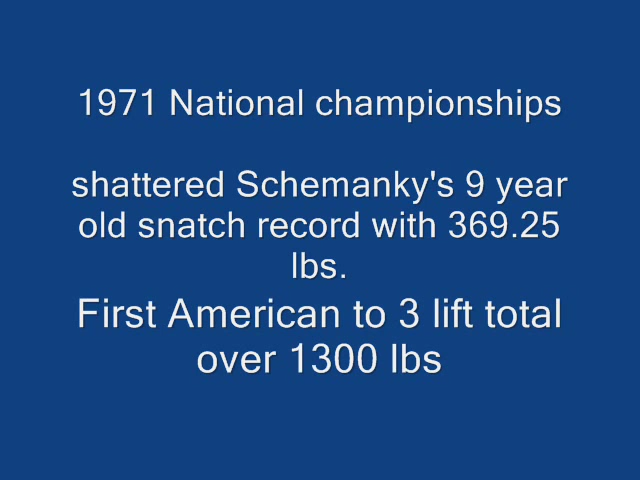 1971 National championships
shattered Schemanky's 9 year
old snatch record with 369.25
lbs.
First American to 3 lift total
over 1300 lbs